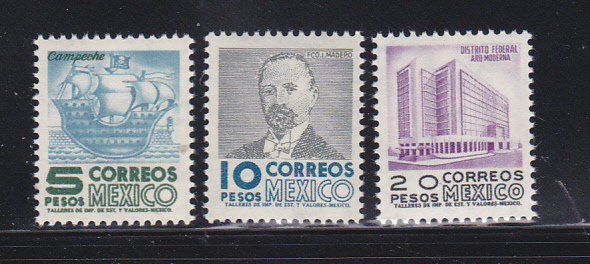 Campeche
5 CORREOS
PESOS MEXICO
TALLERES DE IMP. DE EST. Y VALORES-MEXICO.
FCO. I. MADERO
10 CORREOS
PESOS MEXICO
TALLERES DE IMP. DE EST. Y VALORES-MEXICO.
DISTRITO FEDERAL
ARQ MODERNA
20 CORREOS
PESOS MEXICO
TALLERES DE IMP. DE EST. Y VALORES-MEXICO.